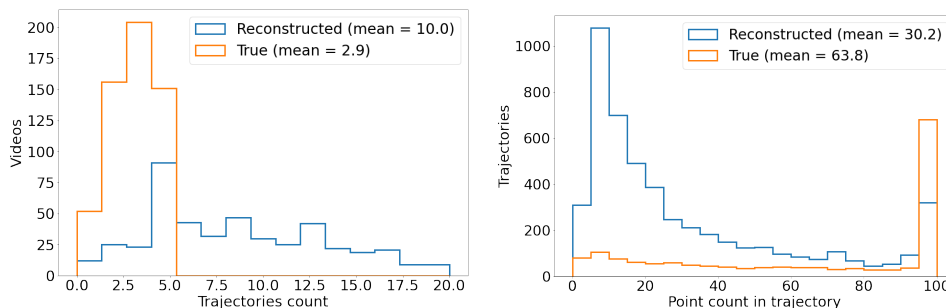 Reconstructed (mean = 10.0)
True (mean = 2.9)
200
175
150
125
100
75
50
25
0
Videos
0.0 2.5 5.0 7.5 10.0 12.5 15.0 17.5 20.0
Trajectories count
Reconstructed (mean = 30.2)
True (mean = 63.8)
1000
800
600
400
200
0
Trajectories
0 20 40 60 80 100
Point count in trajectory